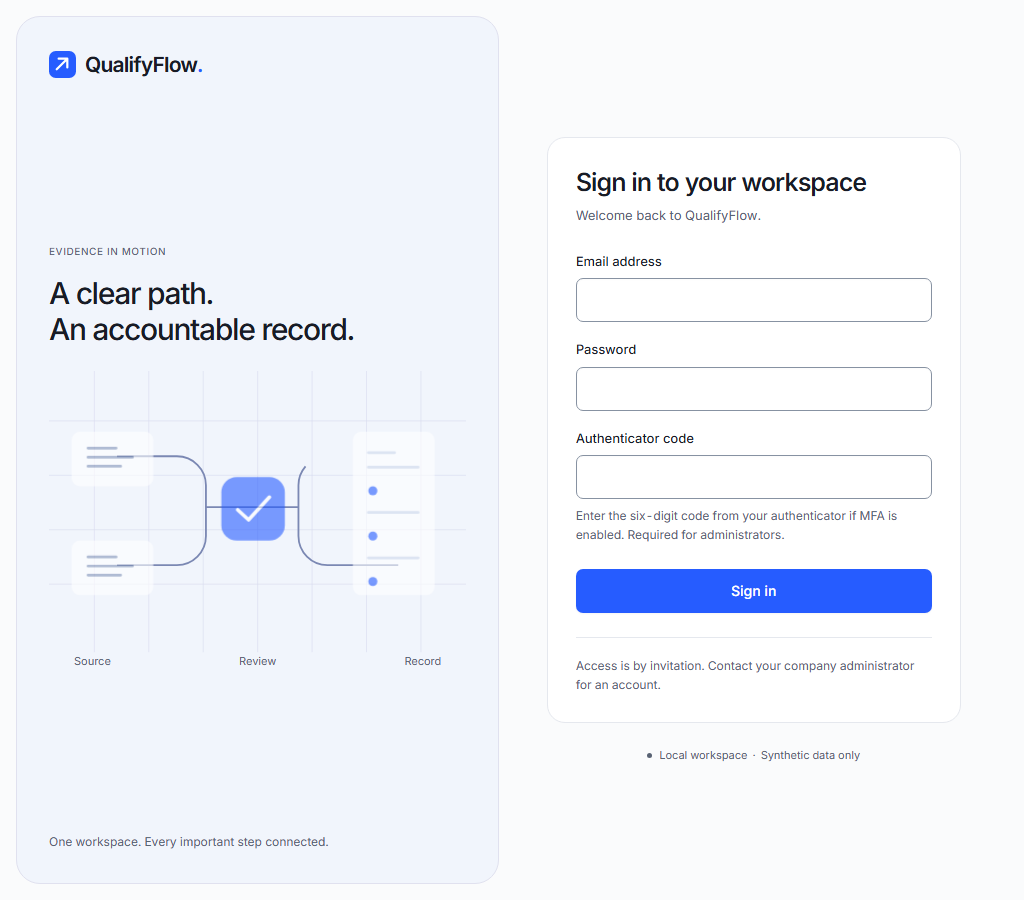 QualifyFlow.
EVIDENCE IN MOTION
A clear path.
An accountable record.
Source
Review
Record
One workspace. Every important step connected.
Sign in to your workspace
Welcome back to QualifyFlow.
Email address
Password
Authenticator code
Enter the six-digit code from your authenticator if MFA is
enabled. Required for administrators.
Sign in
Access is by invitation. Contact your company administrator
for an account.
Local workspace · Synthetic data only